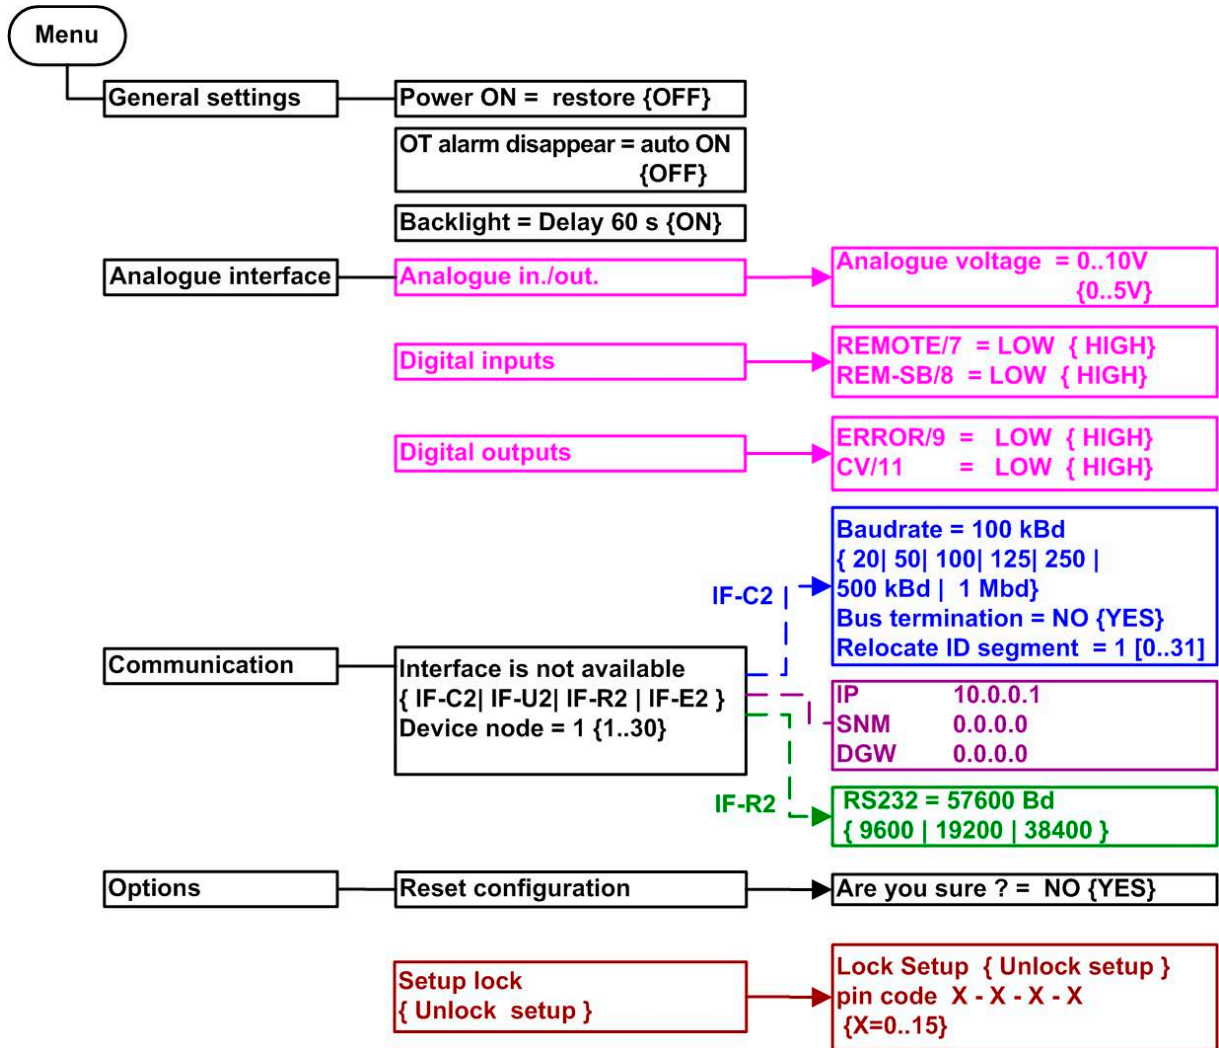 Menu
General settings
Power ON = restore {OFF}
OT alarm disappear = auto ON
{OFF}
Backlight = Delay 60 s {ON}
Analogue interface
Analogue in./out.
Analogue voltage = 0..10V
{0..5V}
Digital inputs
REMOTE/7 = LOW { HIGH}
REM-SB/8 = LOW { HIGH}
Digital outputs
ERROR/9 = LOW { HIGH}
CV/11 = LOW { HIGH}
Communication
Interface is not available
{ IF-C2| IF-U2| IF-R2 | IF-E2 }
Device node = 1 {1..30}
IF-C2
Baudrate = 100 kBd
{ 20| 50| 100| 125| 250 |
500 kBd | 1 Mbd}
Bus termination = NO {YES}
Relocate ID segment = 1 [0..31]
IP 10.0.0.1
SNM 0.0.0.0
DGW 0.0.0.0
IF-R2
RS232 = 57600 Bd
{ 9600 | 19200 | 38400 }
Options
Reset configuration
Are you sure ? = NO {YES}
Setup lock
{ Unlock setup }
Lock Setup { Unlock setup }
pin code X - X - X - X
{X=0..15}